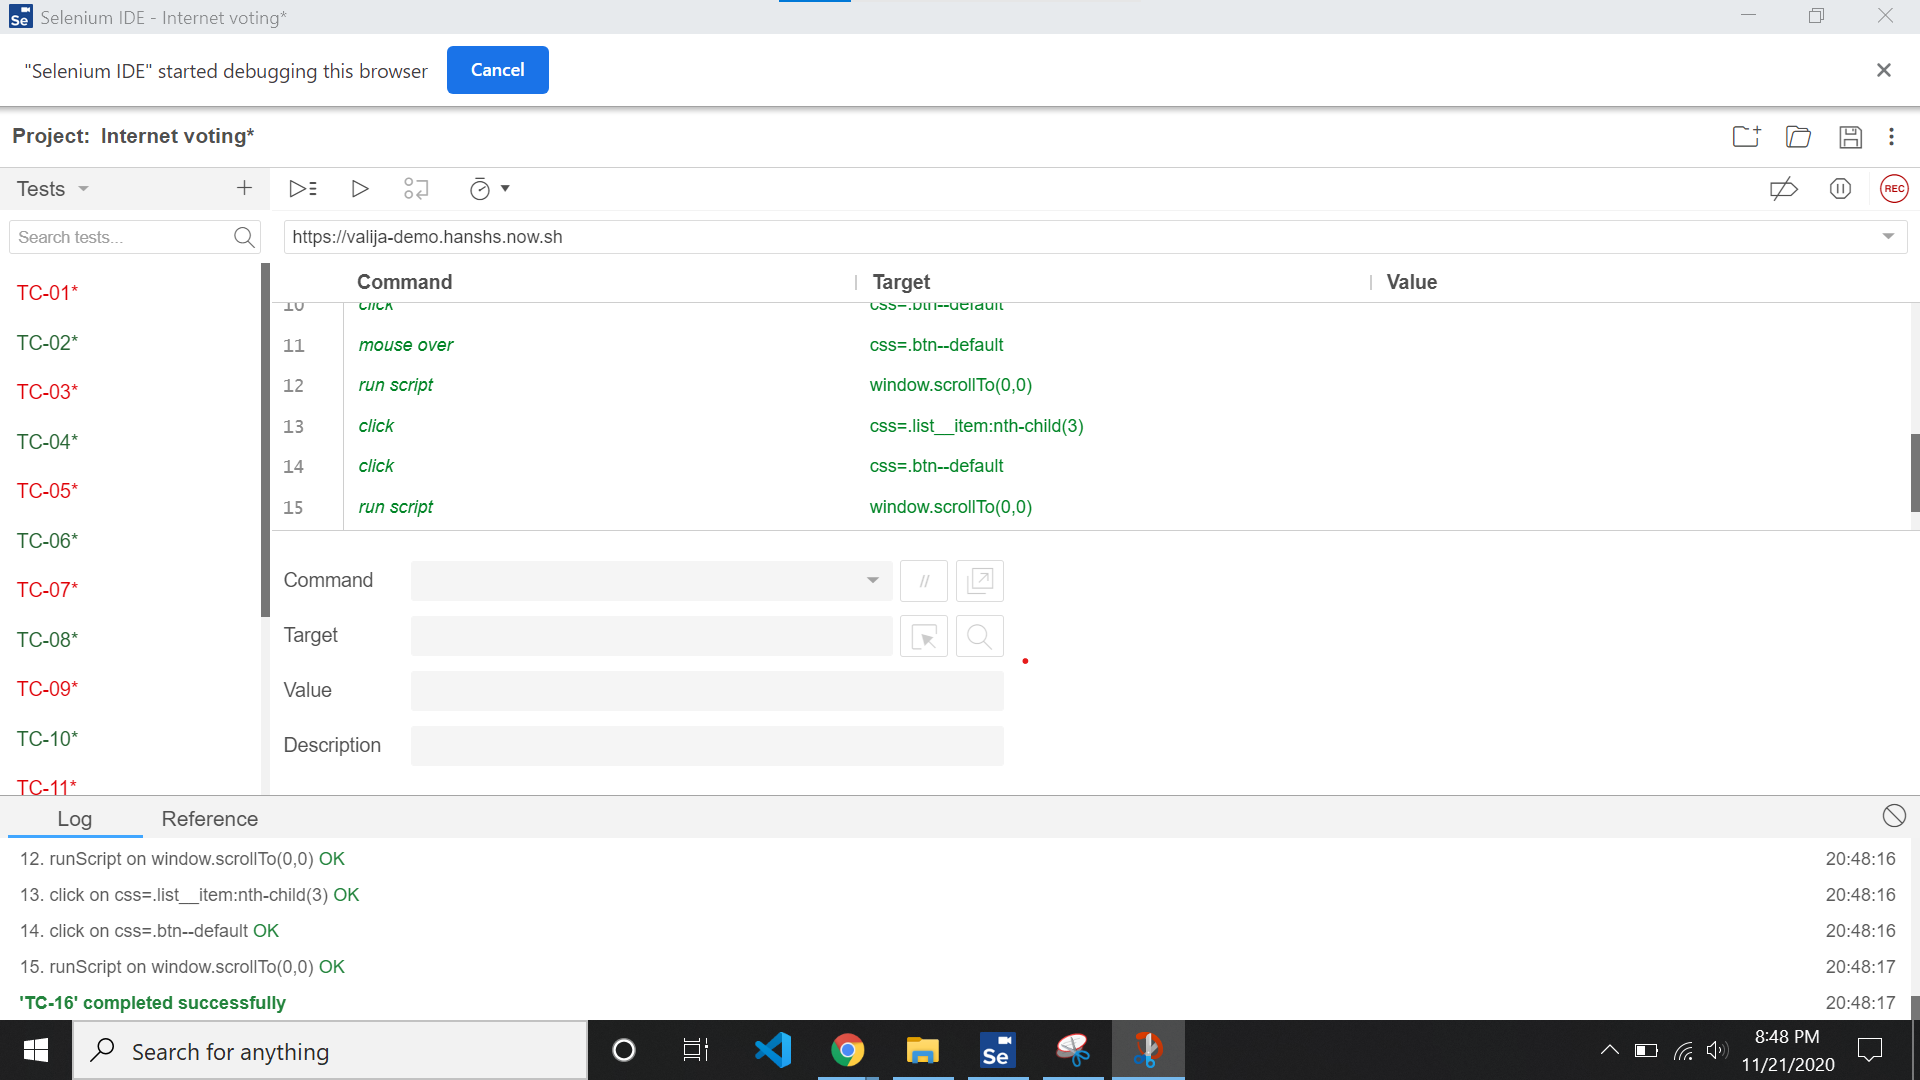 Selenium IDE - Internet voting*
"Selenium IDE" started debugging this browser Cancel
Project: Internet voting*
Tests
REC
Search tests...
https://valija-demo.hanshs.now.sh
Command Target Value
TC-01*
TC-02*
TC-03*
TC-04*
TC-05*
TC-06*
TC-07*
TC-08*
TC-09*
TC-10*
TC-11*
10 click css=.btn--default
11 mouse over css=.btn--default
12 run script window.scrollTo(0,0)
13 click css=.list__item:nth-child(3)
14 click css=.btn--default
15 run script window.scrollTo(0,0)
Command //
Target
Value
Description
Log Reference
12. runScript on window.scrollTo(0,0) OK 20:48:16
13. click on css=.list__item:nth-child(3) OK 20:48:16
14. click on css=.btn--default OK 20:48:16
15. runScript on window.scrollTo(0,0) OK 20:48:17
'TC-16' completed successfully 20:48:17
Search for anything
Se
8:48 PM
11/21/2020